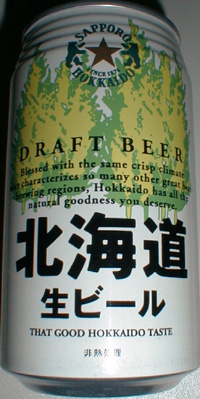 SAPPORO
SINCE 1876
HOKKAIDO
DRAFT BEER
Blessed with the same crisp climate
that characterizes so many other great beer-
brewing regions, Hokkaido has all the
natural goodness you deserve.
北海道
生ビール
THAT GOOD HOKKAIDO TASTE
非熱処理